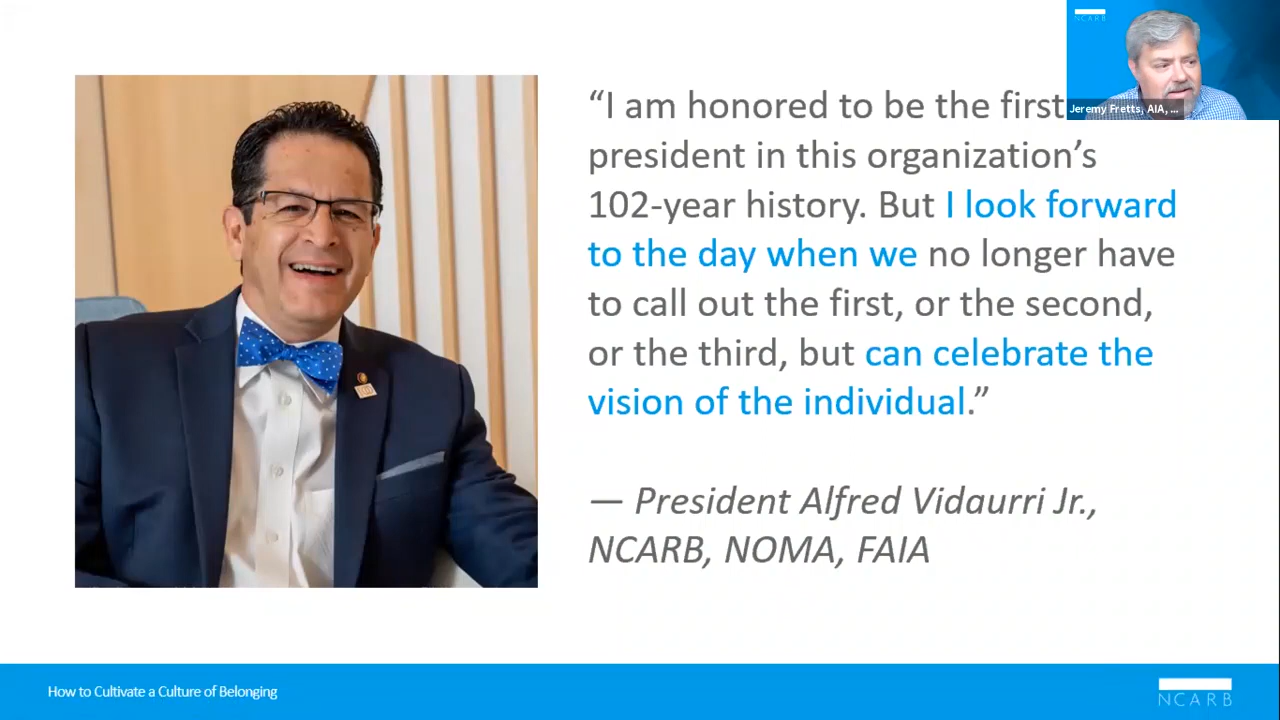 NCARB
Jeremy Fretts, AIA, ...
“I am honored to be the first
president in this organization’s
102-year history. But I look forward
to the day when we no longer have
to call out the first, or the second,
or the third, but can celebrate the
vision of the individual.”
— President Alfred Vidaurri Jr.,
NCARB, NOMA, FAIA
How to Cultivate a Culture of Belonging
NCARB